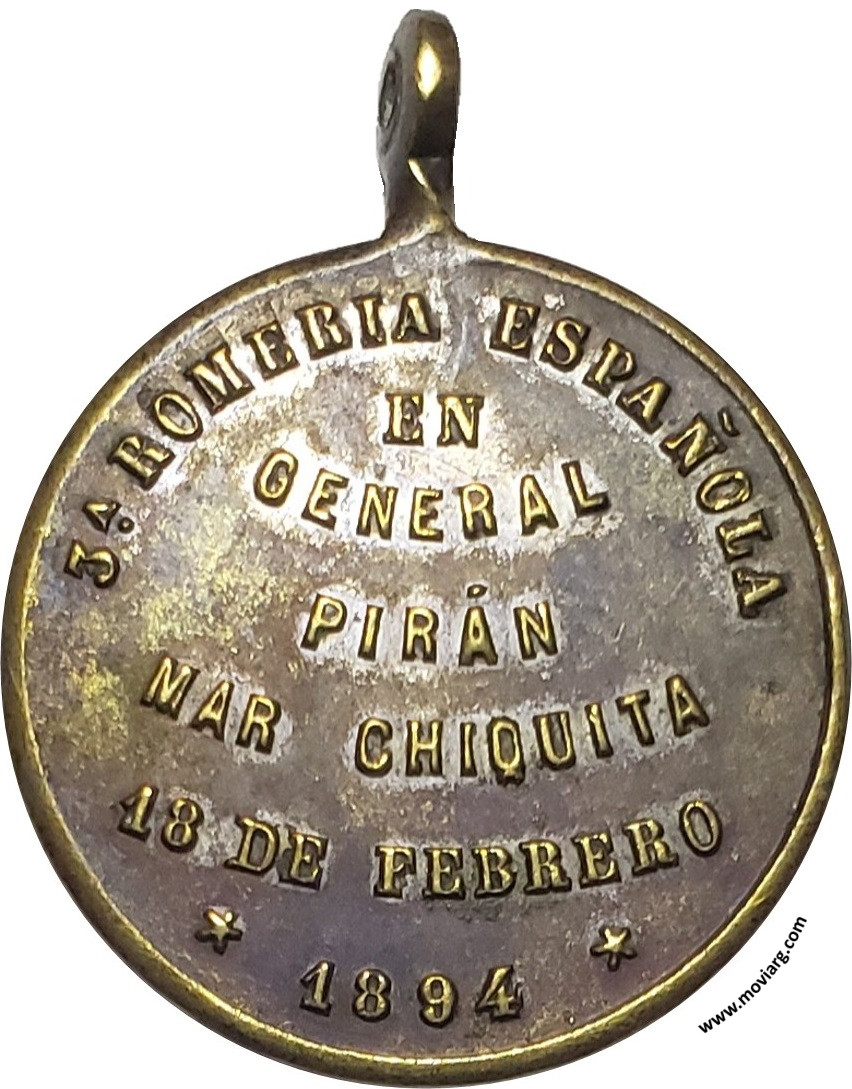 3ª ROMERIA ESPAÑOLA
EN
GENERAL
PIRÁN
MAR CHIQUITA
18 DE FEBRERO
1894
www.moviarg.com